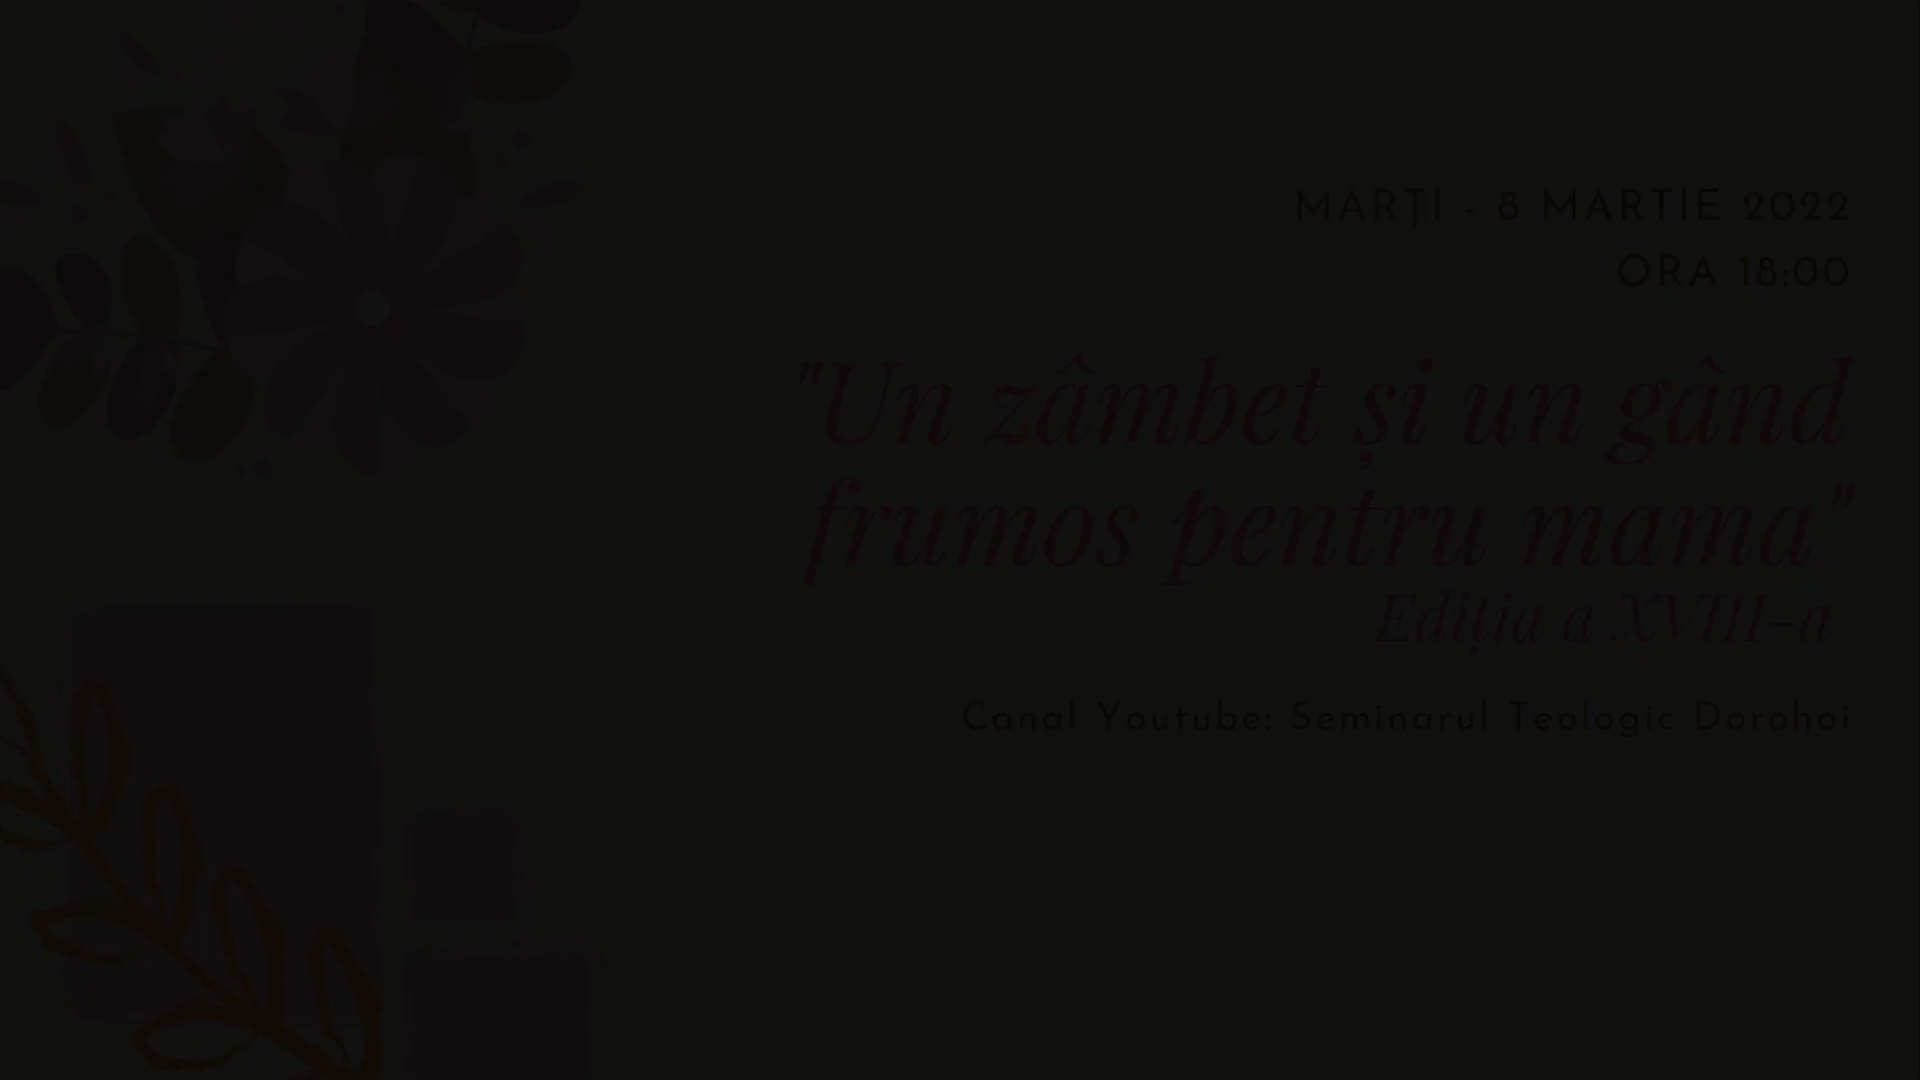 MARȚI - 8 MARTIE 2022
ORA 18:00
"Un zâmbet și un gând
frumos pentru mama"
Ediția a XVIII-a
Canal Youtube: Seminarul Teologic Dorohoi